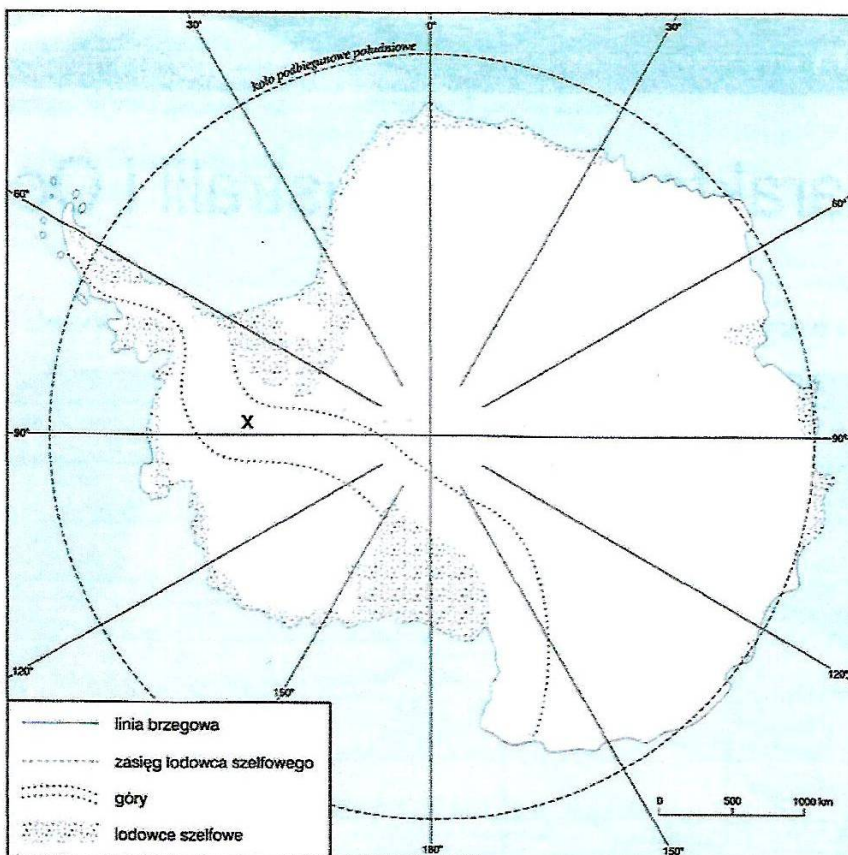 30°
0°
30°
koło podbiegunowe południowe
60°
60°
X
90°
90°
120°
120°
150°
linia brzegowa
zasięg lodowca szelfowego
góry
lodowce szelfowe
0 500 1000 km
180°
150°